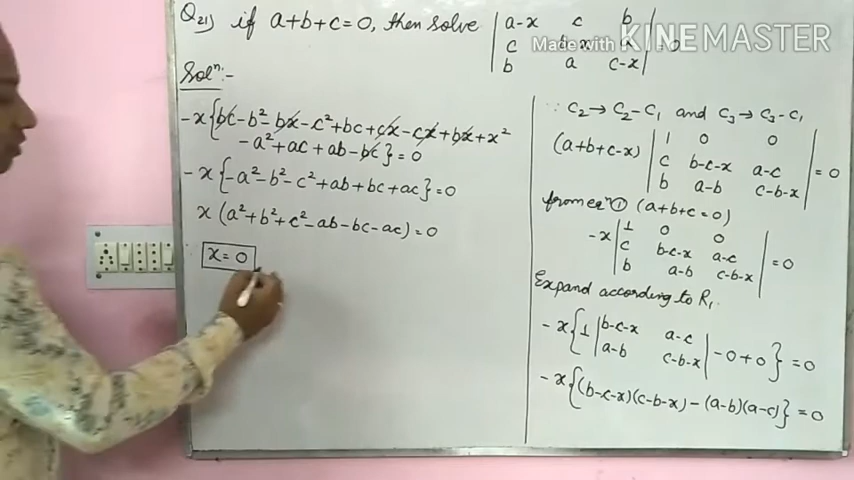 Q21) if a+b+c=0, then solve | a-x c b |
| c b-x a | =0
| b a c-x |
Made with KINEMASTER
Solⁿ:-
-x{bc-b²-bx-c²+bc+cx-cx+bx+x²
-a²+ac+ab-bc}=0
-x{-a²-b²-c²+ab+bc+ac}=0
x(a²+b²+c²-ab-bc-ac)=0
x=0
∵ C₂→C₂-C₁ and C₃→C₃-C₁
| 1 0 0 |
(a+b+c-x) | c b-c-x a-c | =0
| b a-b c-b-x |
from eqⁿ① (a+b+c=0)
| 1 0 0 |
-x | c b-c-x a-c | =0
| b a-b c-b-x |
Expand according to R₁
-x{1 | b-c-x a-c | -0+0}=0
| a-b c-b-x |
-x{(b-c-x)(c-b-x)-(a-b)(a-c)}=0